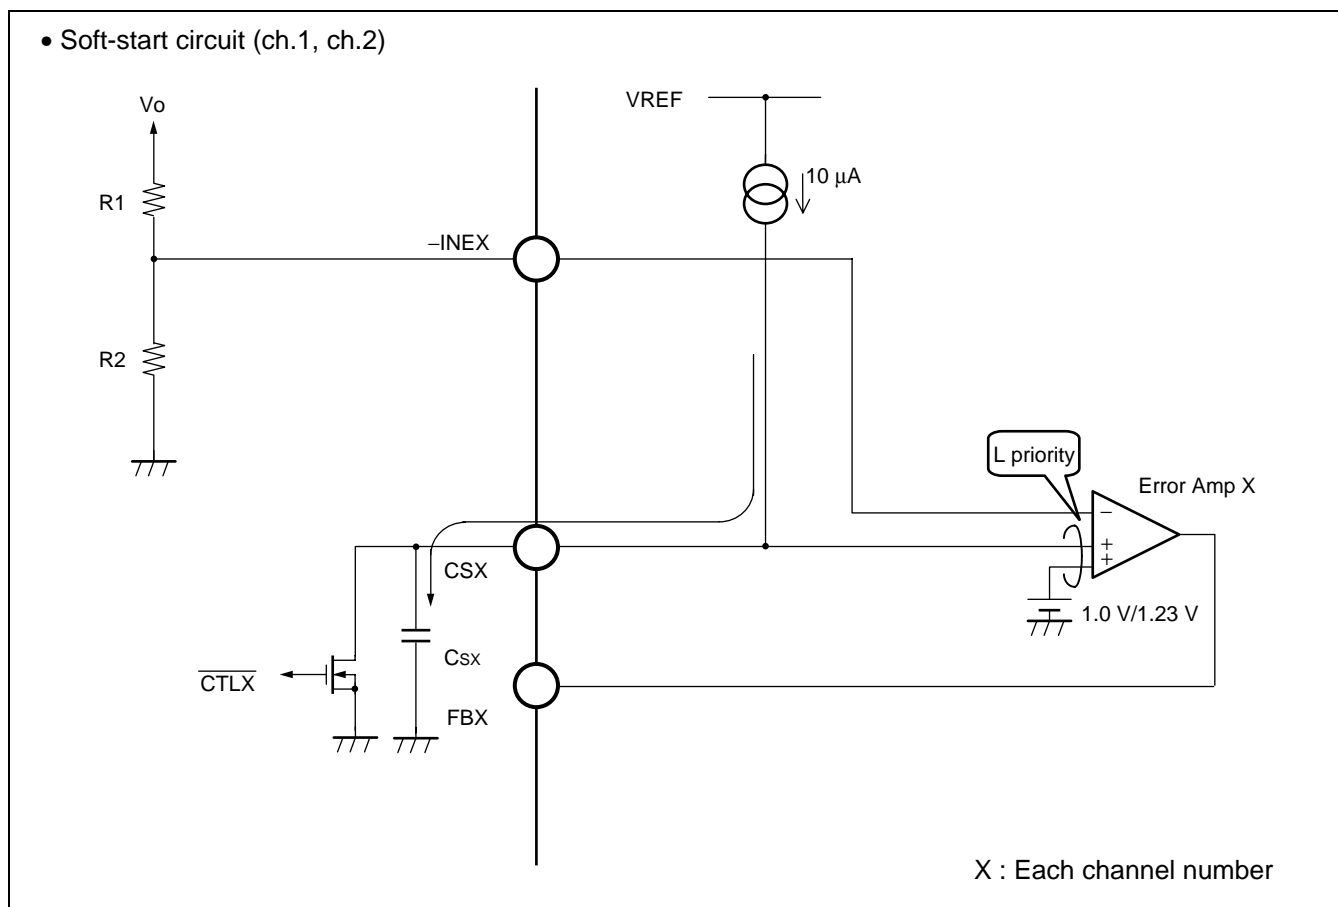 • Soft-start circuit (ch.1, ch.2)
Vo
VREF
R1
10 μA
−INEX
R2
L priority
Error Amp X
−
+
+
CSX
1.0 V/1.23 V
CSX
CTLX
FBX
X : Each channel number